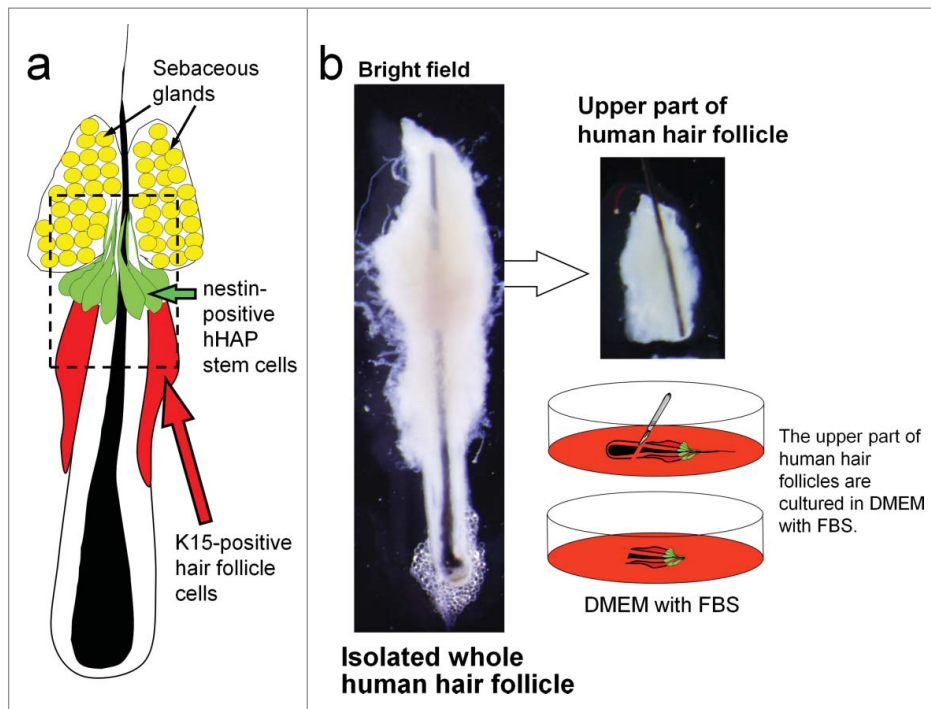 a
Sebaceous
glands
nestin-
positive
hHAP
stem cells
K15-positive
hair follicle
cells
b
Bright field
Isolated whole
human hair follicle
Upper part of
human hair follicle
The upper part of
human hair
follicles are
cultured in DMEM
with FBS.
DMEM with FBS